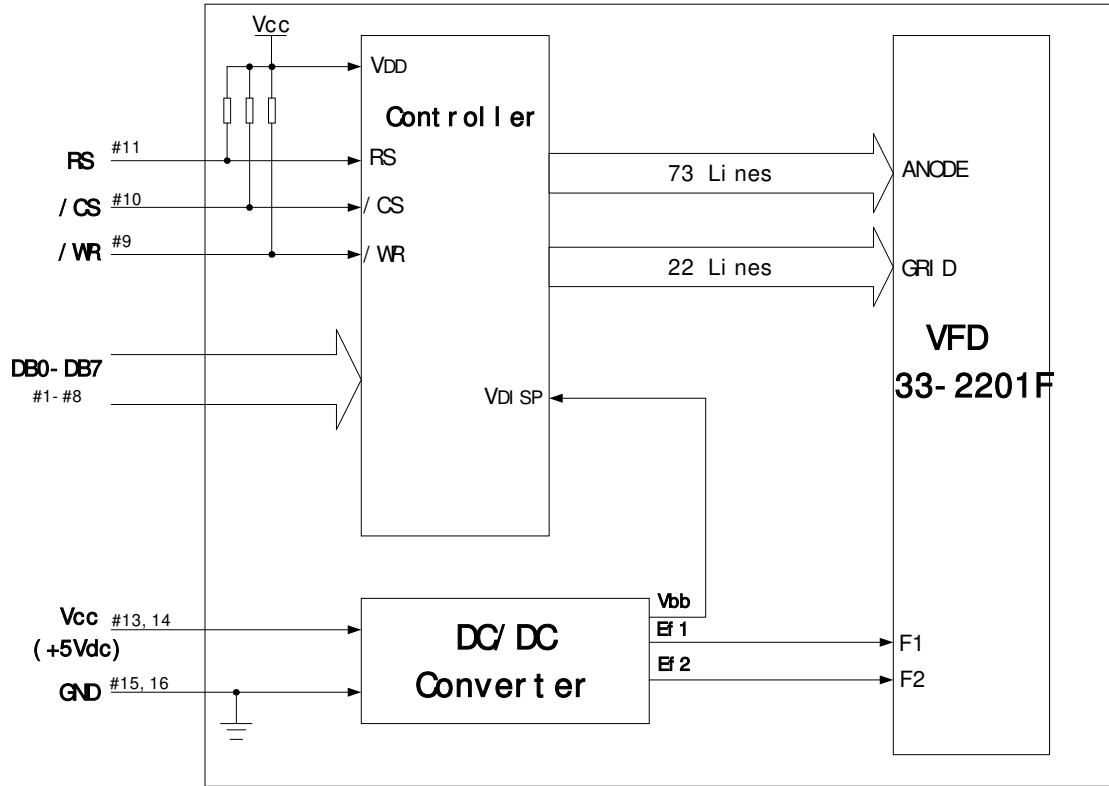 Vcc
VDD
Controller
RS #11
RS
/CS #10
/CS
/WR #9
/WR
73 Lines
ANODE
22 Lines
GRID
VFD
33-2201F
DB0-DB7
#1-#8
VDISP
Vbb
Vcc #13, 14
(+5Vdc)
DC/DC
Converter
Ef1
F1
Ef2
F2
GND #15, 16